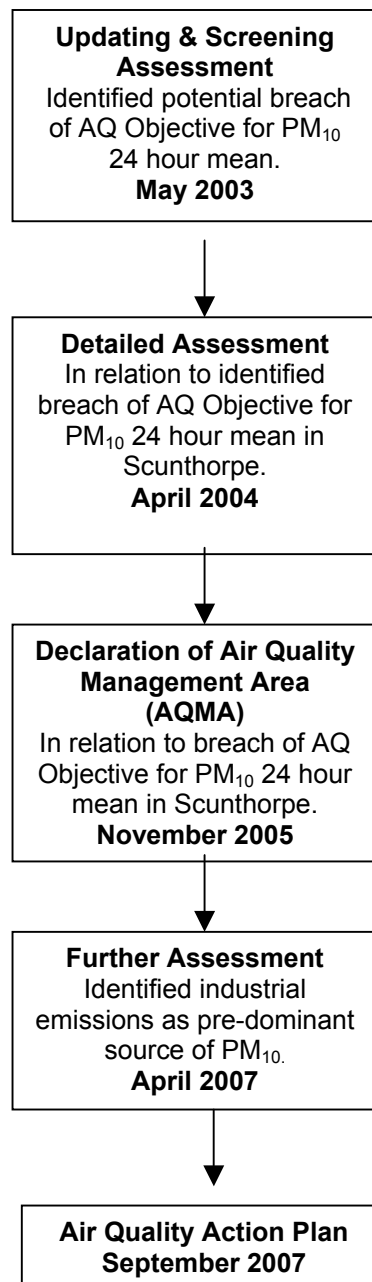 Updating & Screening
Assessment
Identified potential breach
of AQ Objective for PM₁₀
24 hour mean.
May 2003
Detailed Assessment
In relation to identified
breach of AQ Objective for
PM₁₀ 24 hour mean in
Scunthorpe.
April 2004
Declaration of Air Quality
Management Area
(AQMA)
In relation to breach of AQ
Objective for PM₁₀ 24 hour
mean in Scunthorpe.
November 2005
Further Assessment
Identified industrial
emissions as pre-dominant
source of PM₁₀.
April 2007
Air Quality Action Plan
September 2007